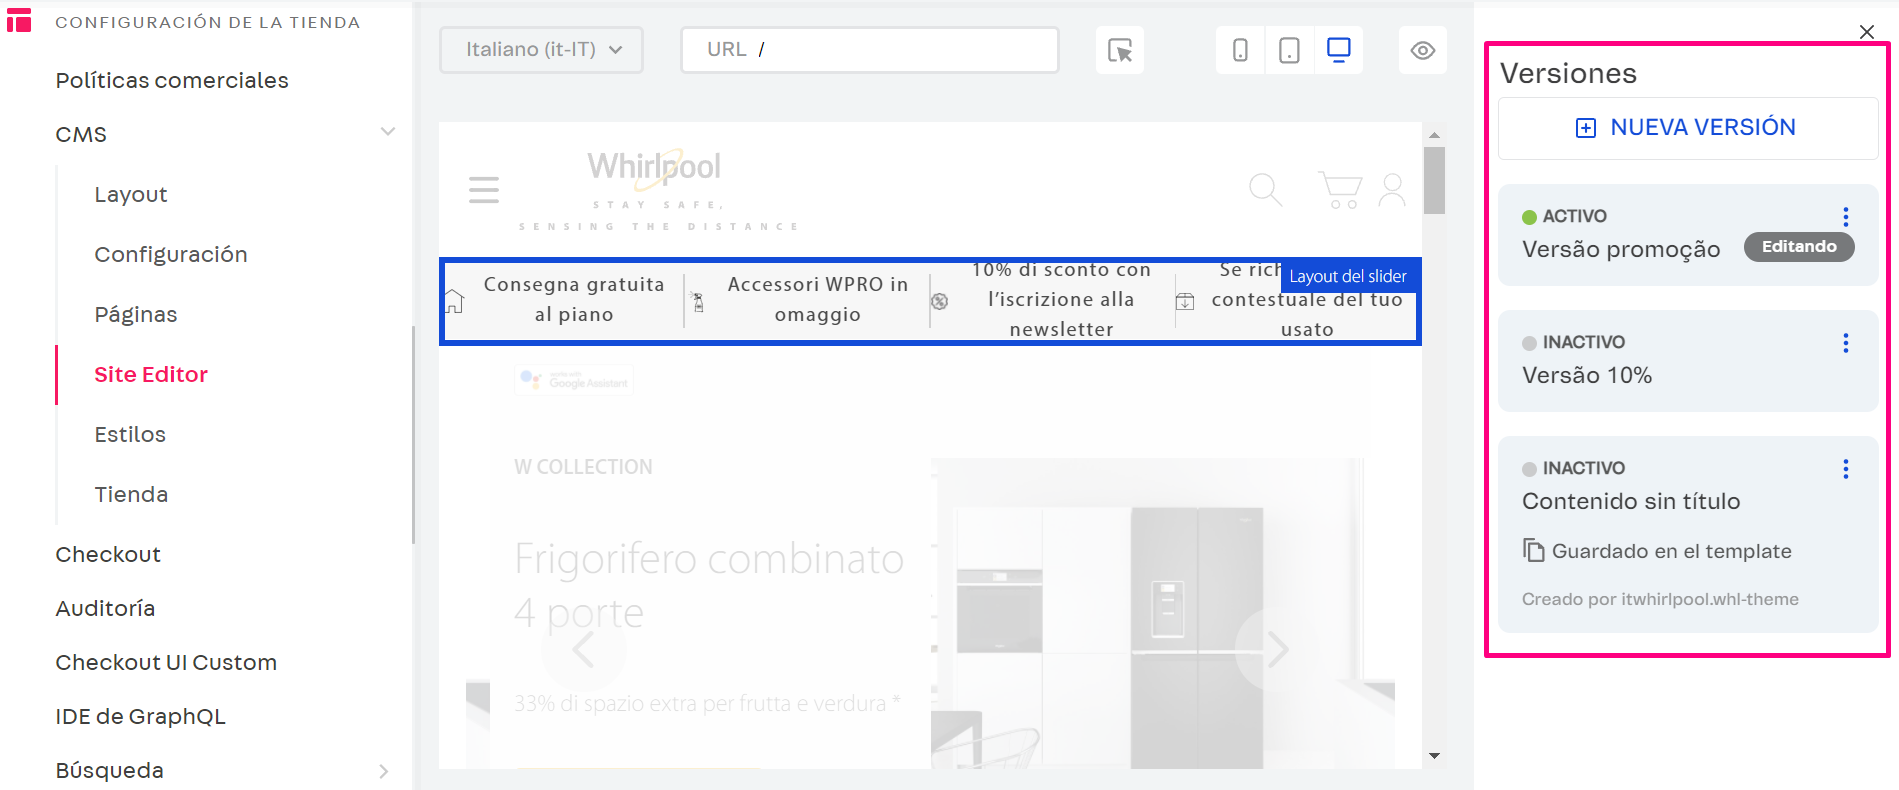 CONFIGURACIÓN DE LA TIENDA
Políticas comerciales
CMS
Layout
Configuración
Páginas
Site Editor
Estilos
Tienda
Checkout
Auditoría
Checkout UI Custom
IDE de GraphQL
Búsqueda
Italiano (it-IT)
URL /
Whirlpool
STAY SAFE,
SENSING THE DISTANCE
Consegna gratuita
al piano
Accessori WPRO in
omaggio
10% di sconto con
l'iscrizione alla
newsletter
Layout del slider
Se rich
contestuale del tuo
usato
works with
Google Assistant
W COLLECTION
Frigorifero combinato
4 porte
33% di spazio extra per frutta e verdura *
Versiones
NUEVA VERSIÓN
ACTIVO
Versão promoção
Editando
INACTIVO
Versão 10%
INACTIVO
Contenido sin título
Guardado en el template
Creado por itwhirlpool.whl-theme